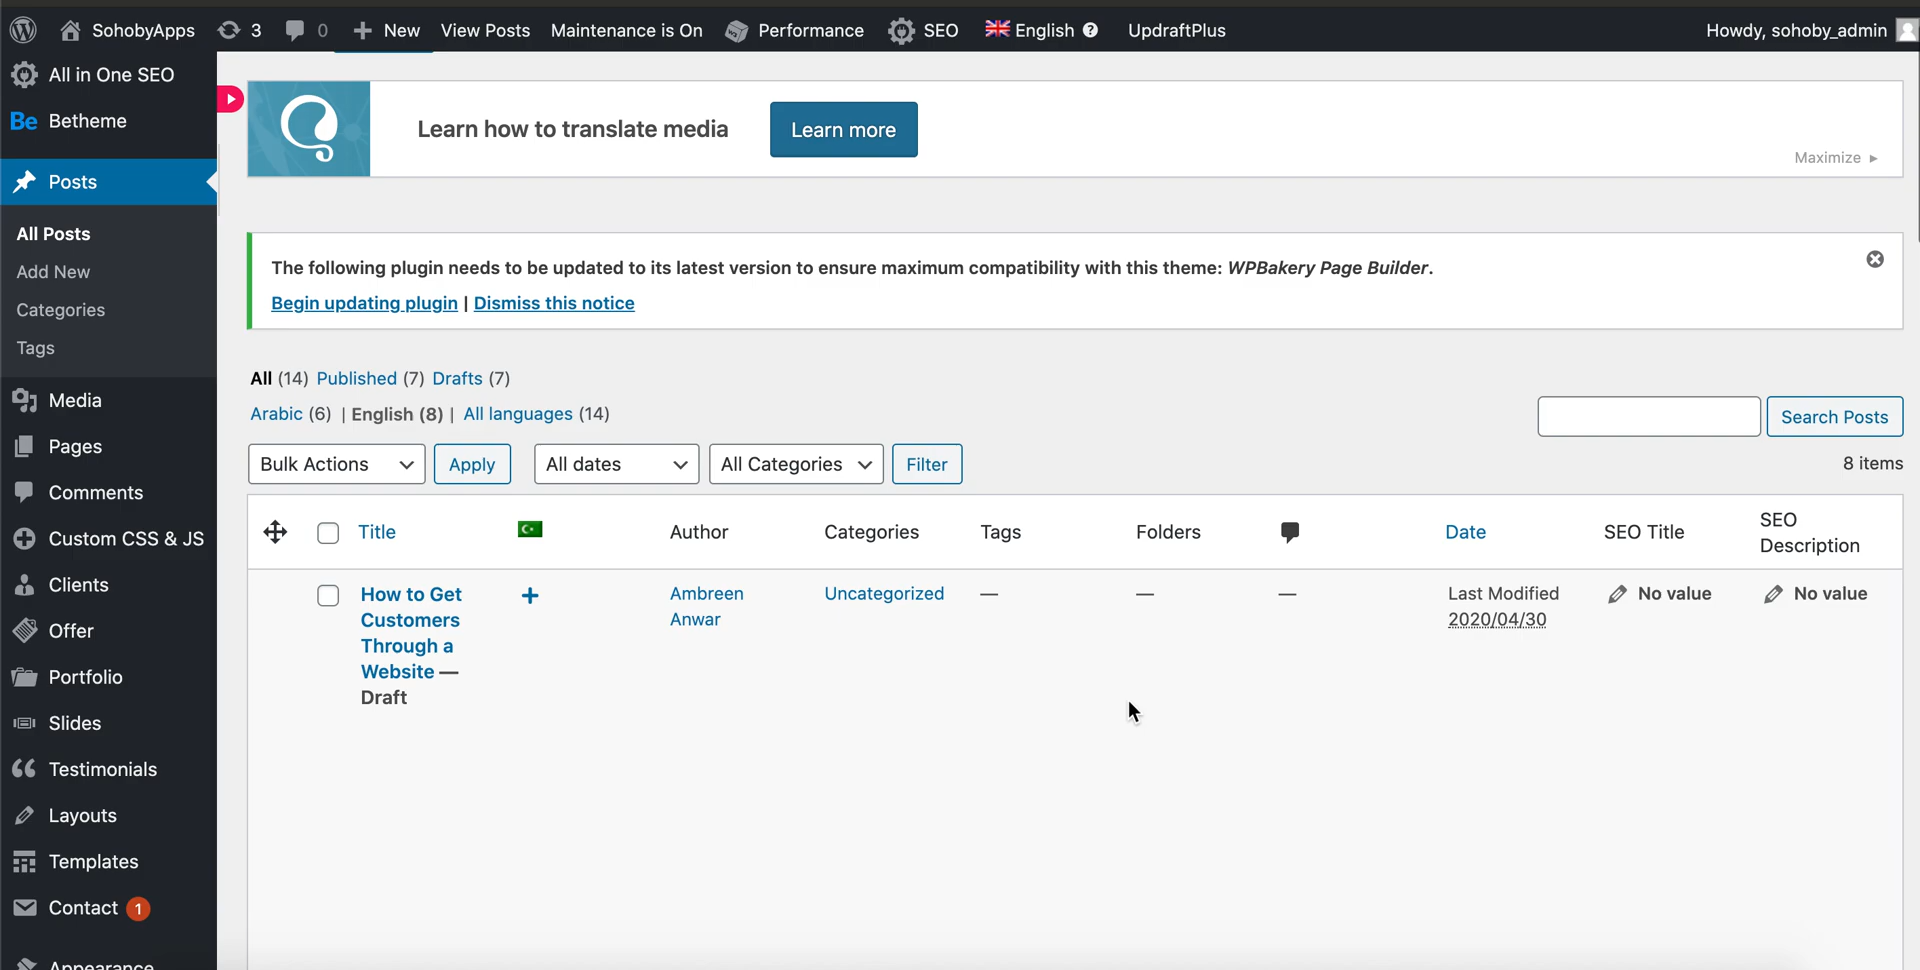 SohobyApps 3 0 New View Posts Maintenance is On Performance SEO English UpdraftPlus Howdy, sohoby_admin
All in One SEO
Be Betheme
Posts
All Posts
Add New
Categories
Tags
Media
Pages
Comments
Custom CSS & JS
Clients
Offer
Portfolio
Slides
Testimonials
Layouts
Templates
Contact 1
Appearance
Learn how to translate media Learn more
Maximize
The following plugin needs to be updated to its latest version to ensure maximum compatibility with this theme: WPBakery Page Builder.
Begin updating plugin | Dismiss this notice
All (14) Published (7) Drafts (7)
Arabic (6) | English (8) | All languages (14)
Search Posts
Bulk Actions Apply All dates All Categories Filter 8 items
Title Author Categories Tags Folders Date SEO Title SEO
Description
How to Get + Ambreen Uncategorized — — — Last Modified No value No value
Customers Anwar 2020/04/30
Through a
Website —
Draft